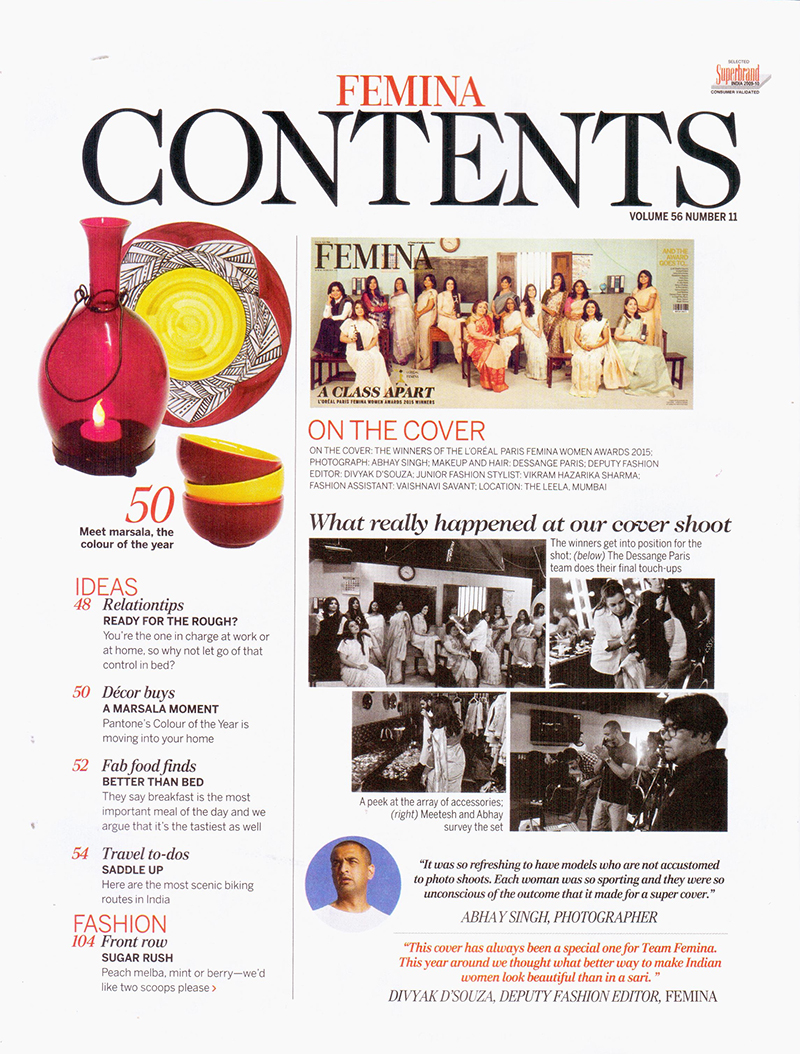 SELECTED
Superbrand
INDIA 2009-10
CONSUMER VALIDATED
FEMINA
CONTENTS
VOLUME 56 NUMBER 11
50
Meet marsala, the
colour of the year
IDEAS
48 Relationtips
READY FOR THE ROUGH?
You're the one in charge at work or
at home, so why not let go of that
control in bed?
50 Décor buys
A MARSALA MOMENT
Pantone's Colour of the Year is
moving into your home
52 Fab food finds
BETTER THAN BED
They say breakfast is the most
important meal of the day and we
argue that it's the tastiest as well
54 Travel to-dos
SADDLE UP
Here are the most scenic biking
routes in India
FASHION
104 Front row
SUGAR RUSH
Peach melba, mint or berry—we'd
like two scoops please >
FEMINA
AND THE
AWARD
GOES TO...
A CLASS APART
L'ORÉAL PARIS FEMINA WOMEN AWARDS 2015 WINNERS
ON THE COVER
ON THE COVER: THE WINNERS OF THE L'ORÉAL PARIS FEMINA WOMEN AWARDS 2015;
PHOTOGRAPH: ABHAY SINGH; MAKEUP AND HAIR: DESSANGE PARIS; DEPUTY FASHION
EDITOR: DIVYAK D'SOUZA; JUNIOR FASHION STYLIST: VIKRAM HAZARIKA SHARMA;
FASHION ASSISTANT: VAISHNAVI SAVANT; LOCATION: THE LEELA, MUMBAI
What really happened at our cover shoot
The winners get into position for the
shot; (below) The Dessange Paris
team does their final touch-ups
A peek at the array of accessories;
(right) Meetesh and Abhay
survey the set
"It was so refreshing to have models who are not accustomed
to photo shoots. Each woman was so sporting and they were so
unconscious of the outcome that it made for a super cover."
ABHAY SINGH, PHOTOGRAPHER
"This cover has always been a special one for Team Femina.
This year around we thought what better way to make Indian
women look beautiful than in a sari. "
DIVYAK D'SOUZA, DEPUTY FASHION EDITOR, FEMINA